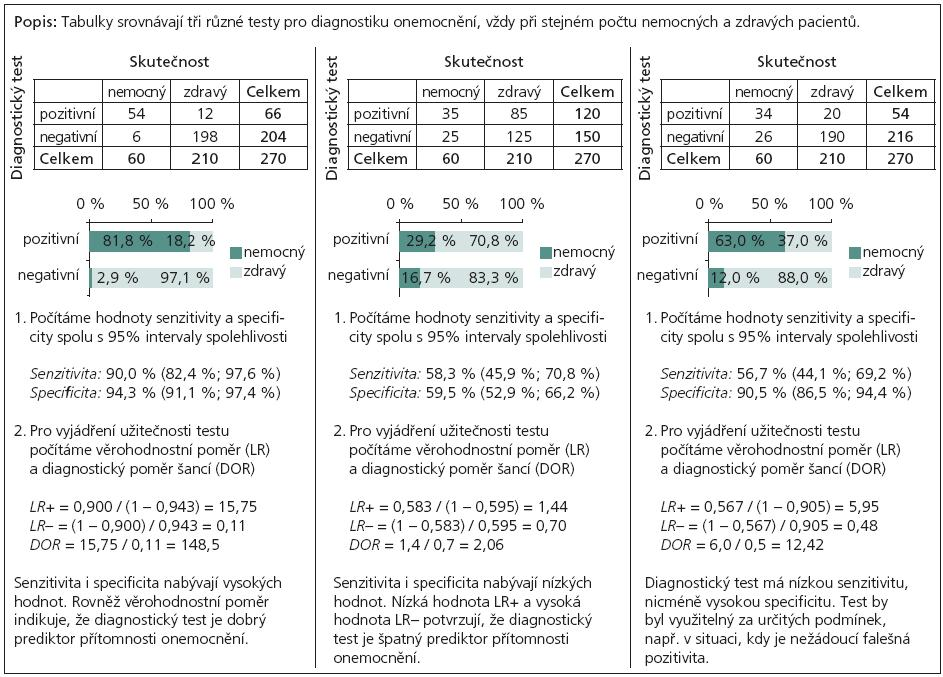 Popis: Tabulky srovnávají tři různé testy pro diagnostiku onemocnění, vždy při stejném počtu nemocných a zdravých pacientů.
Diagnostický test
Skutečnost
nemocný zdravý Celkem
pozitivní 54 12 66
negativní 6 198 204
Celkem 60 210 270
0 % 50 % 100 %
pozitivní 81,8 % 18,2 %
negativní 2,9 % 97,1 %
nemocný
zdravý
1. Počítáme hodnoty senzitivity a specifi-
city spolu s 95% intervaly spolehlivosti
Senzitivita: 90,0 % (82,4 %; 97,6 %)
Specificita: 94,3 % (91,1 %; 97,4 %)
2. Pro vyjádření užitečnosti testu
počítáme věrohodnostní poměr (LR)
a diagnostický poměr šancí (DOR)
LR+ = 0,900 / (1 – 0,943) = 15,75
LR– = (1 – 0,900) / 0,943 = 0,11
DOR = 15,75 / 0,11 = 148,5
Senzitivita i specificita nabývají vysokých
hodnot. Rovněž věrohodnostní poměr
indikuje, že diagnostický test je dobrý
prediktor přítomnosti onemocnění.
Diagnostický test
Skutečnost
nemocný zdravý Celkem
pozitivní 35 85 120
negativní 25 125 150
Celkem 60 210 270
0 % 50 % 100 %
pozitivní 29,2 % 70,8 %
negativní 16,7 % 83,3 %
nemocný
zdravý
1. Počítáme hodnoty senzitivity a specifi-
city spolu s 95% intervaly spolehlivosti
Senzitivita: 58,3 % (45,9 %; 70,8 %)
Specificita: 59,5 % (52,9 %; 66,2 %)
2. Pro vyjádření užitečnosti testu
počítáme věrohodnostní poměr (LR)
a diagnostický poměr šancí (DOR)
LR+ = 0,583 / (1 – 0,595) = 1,44
LR– = (1 – 0,583) / 0,595 = 0,70
DOR = 1,4 / 0,7 = 2,06
Senzitivita i specificita nabývají nízkých
hodnot. Nízká hodnota LR+ a vysoká
hodnota LR– potvrzují, že diagnostický
test je špatný prediktor přítomnosti
onemocnění.
Diagnostický test
Skutečnost
nemocný zdravý Celkem
pozitivní 34 20 54
negativní 26 190 216
Celkem 60 210 270
0 % 50 % 100 %
pozitivní 63,0 % 37,0 %
negativní 12,0 % 88,0 %
nemocný
zdravý
1. Počítáme hodnoty senzitivity a specifi-
city spolu s 95% intervaly spolehlivosti
Senzitivita: 56,7 % (44,1 %; 69,2 %)
Specificita: 90,5 % (86,5 %; 94,4 %)
2. Pro vyjádření užitečnosti testu
počítáme věrohodnostní poměr (LR)
a diagnostický poměr šancí (DOR)
LR+ = 0,567 / (1 – 0,905) = 5,95
LR– = (1 – 0,567) / 0,905 = 0,48
DOR = 6,0 / 0,5 = 12,42
Diagnostický test má nízkou senzitivitu,
nicméně vysokou specificitu. Test by
byl využitelný za určitých podmínek,
např. v situaci, kdy je nežádoucí falešná
pozitivita.